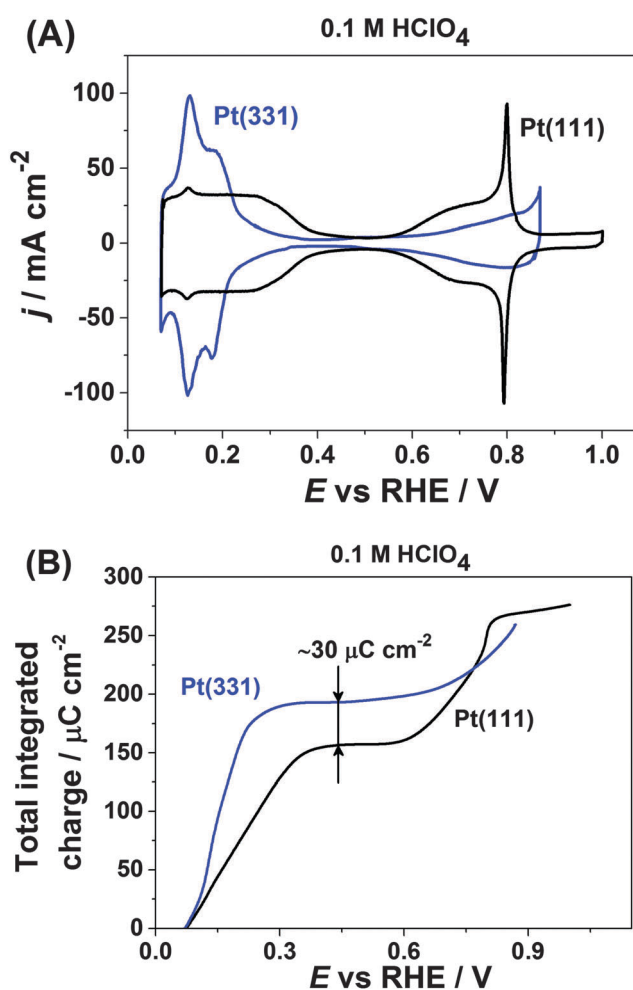 (A)
0.1 M HClO₄
j / mA cm⁻²
100
50
0
-50
-100
Pt(331)
Pt(111)
0.0 0.2 0.4 0.6 0.8 1.0
E vs RHE / V
(B)
0.1 M HClO₄
Total integrated
charge / μC cm⁻²
300
250
200
150
100
50
0
~30 μC cm⁻²
Pt(331)
Pt(111)
0.0 0.3 0.6 0.9
E vs RHE / V